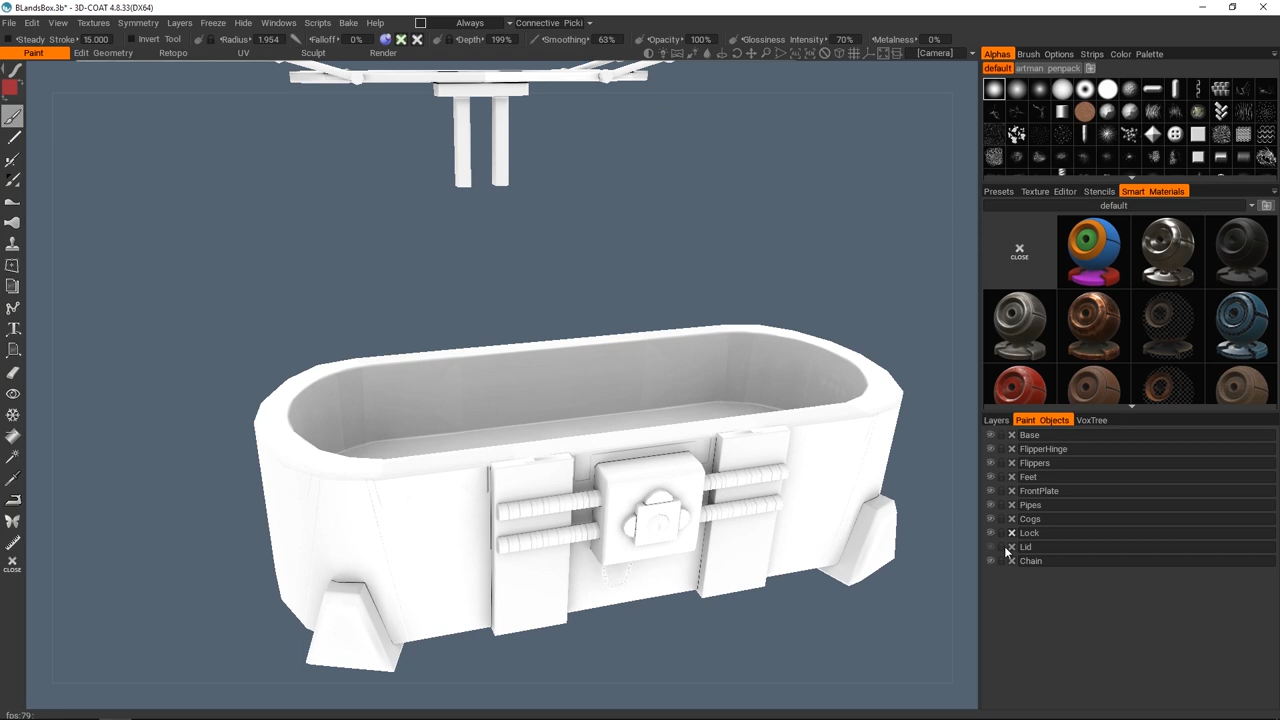 BLandsBox.3b* - 3D-COAT 4.8.33(DX64)
File Edit View Textures Symmetry Layers Freeze Hide Windows Scripts Bake Help Always Connective Picki
Steady Stroke 15.000 Invert Tool Radius 1.954 Falloff 0% Depth 199% Smoothing 63% Opacity 100% Glossiness Intensity 70% Metalness 0%
Paint Edit Geometry Retopo UV Sculpt Render [Camera]
Alphas Brush Options Strips Color Palette
default artman penpack
Presets Texture Editor Stencils Smart Materials
default
CLOSE
Layers Paint Objects VoxTree
Base
FlipperHinge
Flippers
Feet
FrontPlate
Pipes
Cogs
Lock
Lid
Chain
CLOSE
fps:79;